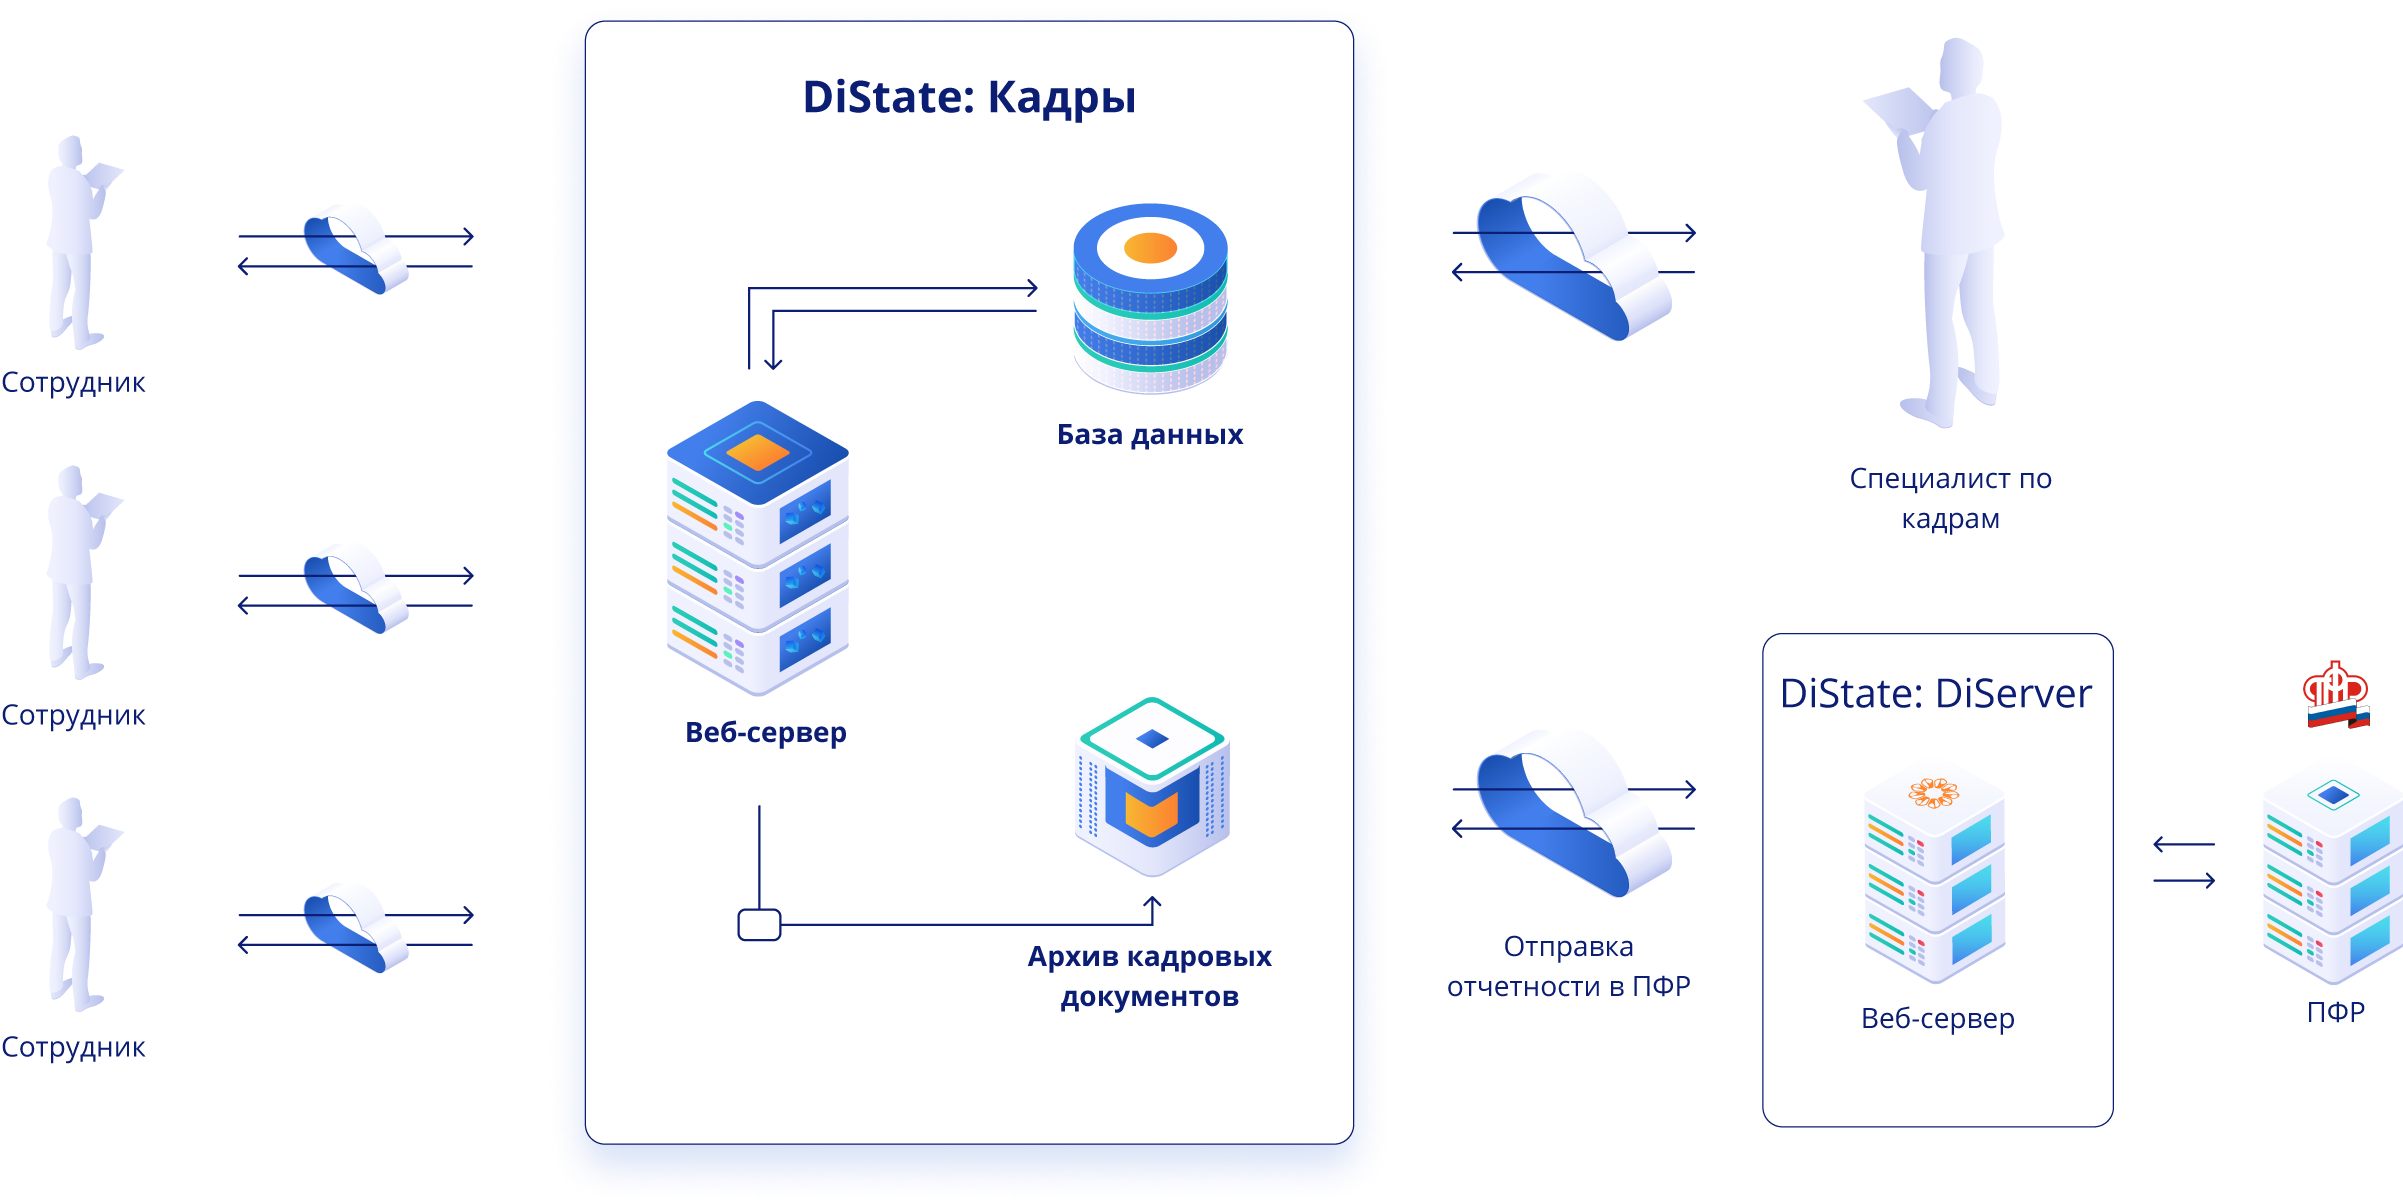 DiState: Кадры
Сотрудник
Сотрудник
Сотрудник
База данных
Веб-сервер
Архив кадровых
документов
Специалист по
кадрам
Отправка
отчетности в ПФР
DiState: DiServer
Веб-сервер
ПФР